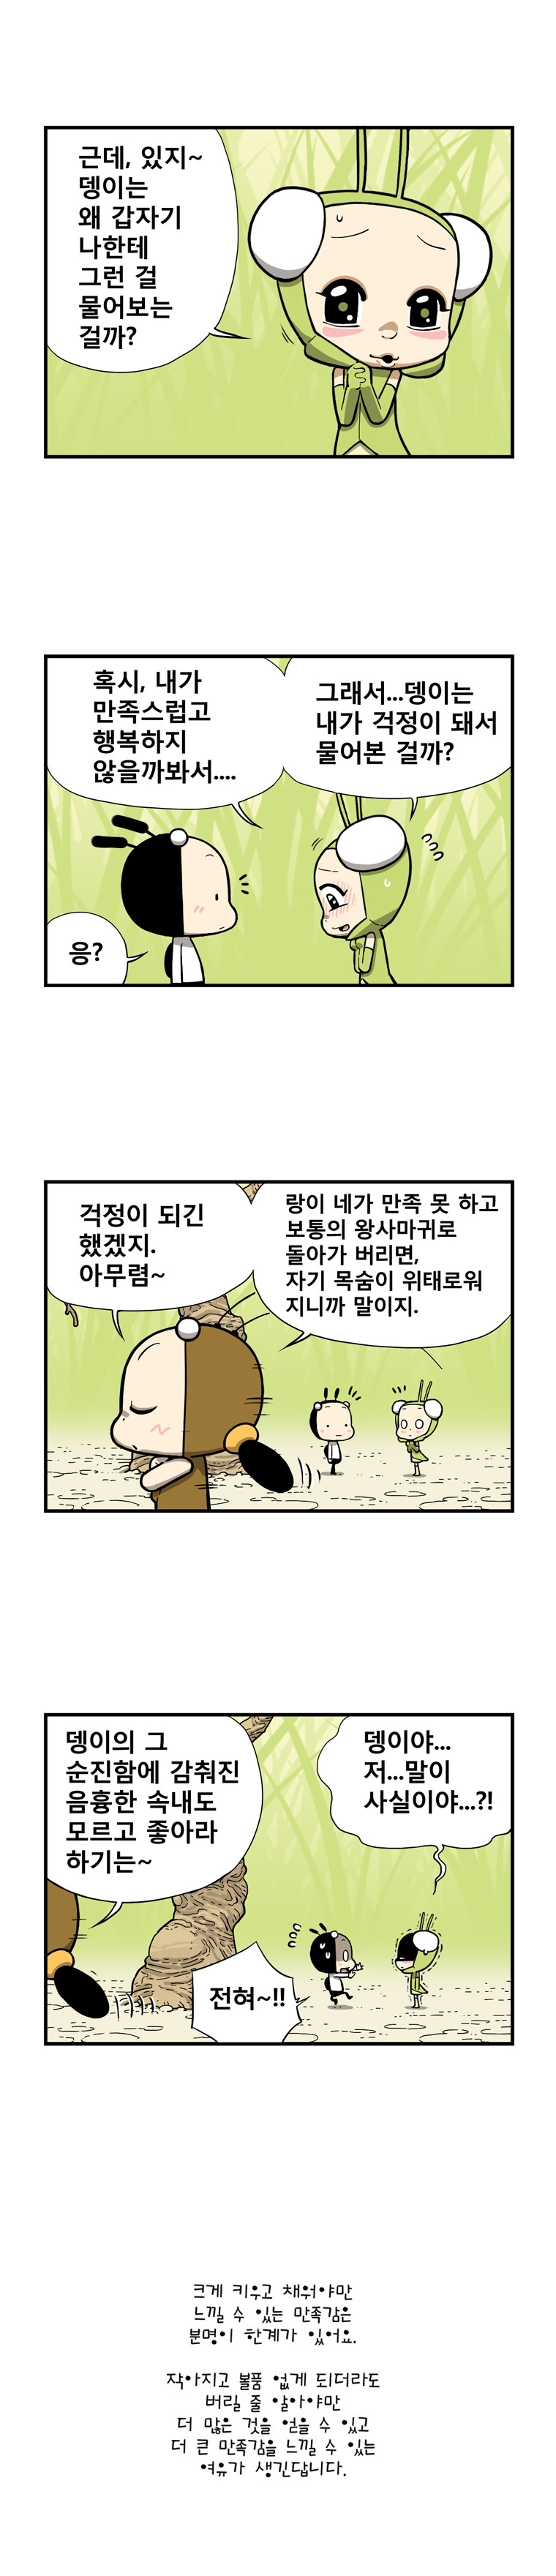 근데, 있지~
뎅이는
왜 갑자기
나한테
그런 걸
물어보는
걸까?
혹시, 내가
만족스럽고
행복하지
않을까봐서....
그래서...뎅이는
내가 걱정이 돼서
물어본 걸까?
응?
걱정이 되긴
했겠지.
아무렴~
랑이 네가 만족 못 하고
보통의 왕사마귀로
돌아가 버리면,
자기 목숨이 위태로워
지니까 말이지.
뎅이의 그
순진함에 감춰진
음흉한 속내도
모르고 좋아라
하기는~
뎅이야...
저...말이
사실이야...?!
전혀~!!
크게 키우고 채워야만
느낄 수 있는 만족감은
분명이 한계가 있어요.
작아지고 볼품 없게 되더라도
버릴 줄 알아야만
더 많은 것을 얻을 수 있고
더 큰 만족감을 느낄 수 있는
여유가 생긴답니다.